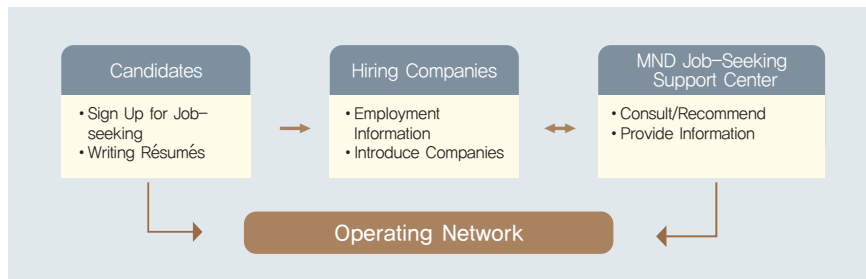 Candidates
• Sign Up for Job-
seeking
• Writing Résumés
Hiring Companies
• Employment
Information
• Introduce Companies
MND Job-Seeking
Support Center
• Consult/Recommend
• Provide Information
Operating Network